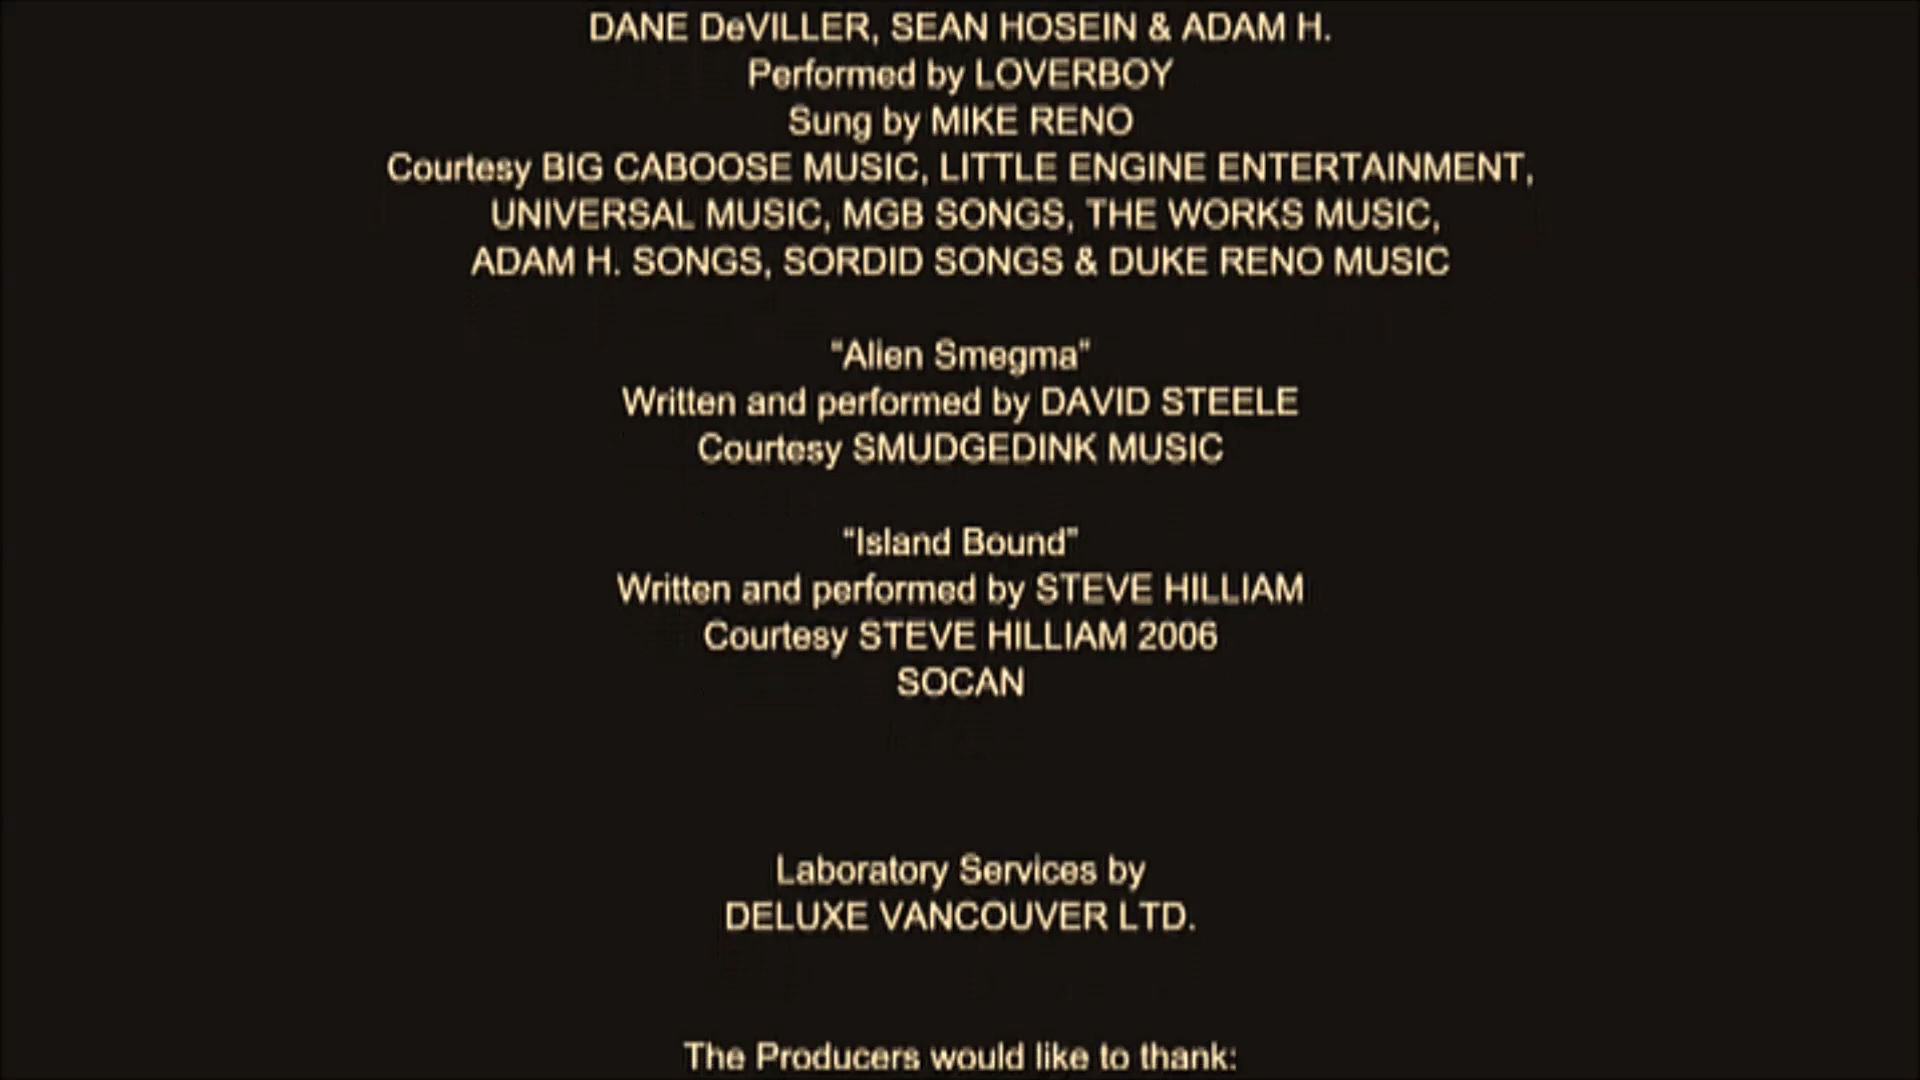 DANE DeVILLER, SEAN HOSEIN & ADAM H.
Performed by LOVERBOY
Sung by MIKE RENO
Courtesy BIG CABOOSE MUSIC, LITTLE ENGINE ENTERTAINMENT,
UNIVERSAL MUSIC, MGB SONGS, THE WORKS MUSIC,
ADAM H. SONGS, SORDID SONGS & DUKE RENO MUSIC
“Alien Smegma”
Written and performed by DAVID STEELE
Courtesy SMUDGEDINK MUSIC
“Island Bound”
Written and performed by STEVE HILLIAM
Courtesy STEVE HILLIAM 2006
SOCAN
Laboratory Services by
DELUXE VANCOUVER LTD.
The Producers would like to thank: